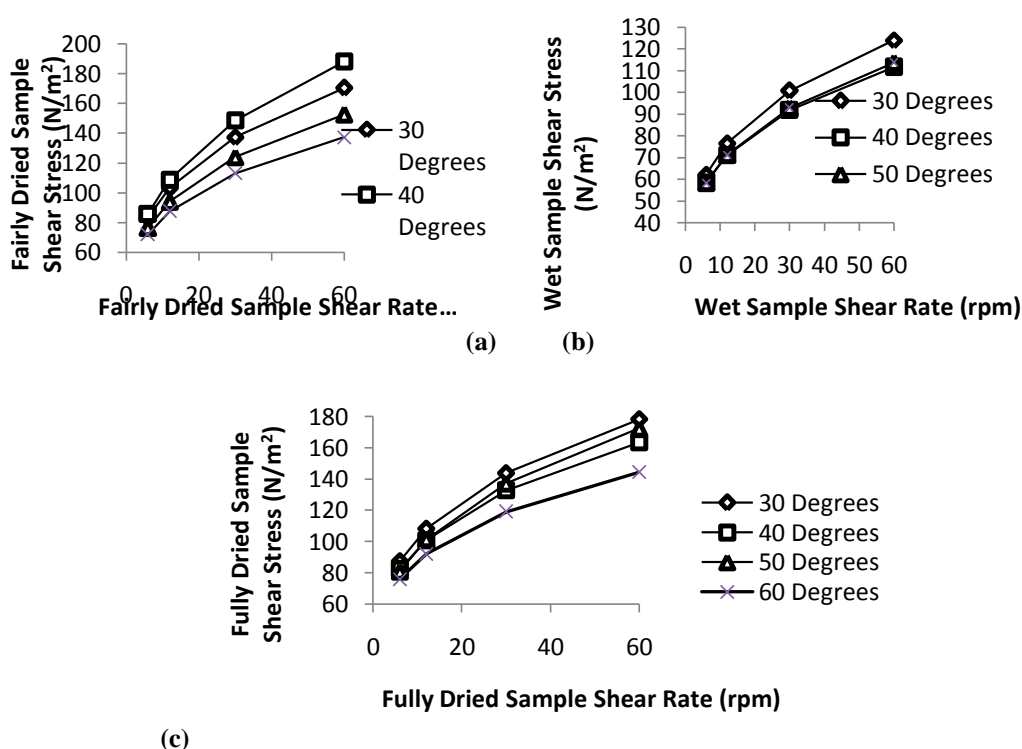 (a)
Fairly Dried Sample
Shear Stress (N/m²)
200
180
160
140
120
100
80
60
0
20
40
60
Fairly Dried Sample Shear Rate…
30
Degrees
40
Degrees
(b)
Wet Sample Shear Stress
(N/m²)
130
120
110
100
90
80
70
60
50
40
0 10 20 30 40 50 60
Wet Sample Shear Rate (rpm)
30 Degrees
40 Degrees
50 Degrees
Fully Dried Sample
Shear Stress (N/m²)
180
160
140
120
100
80
60
0 20 40 60
Fully Dried Sample Shear Rate (rpm)
30 Degrees
40 Degrees
50 Degrees
60 Degrees
(c)